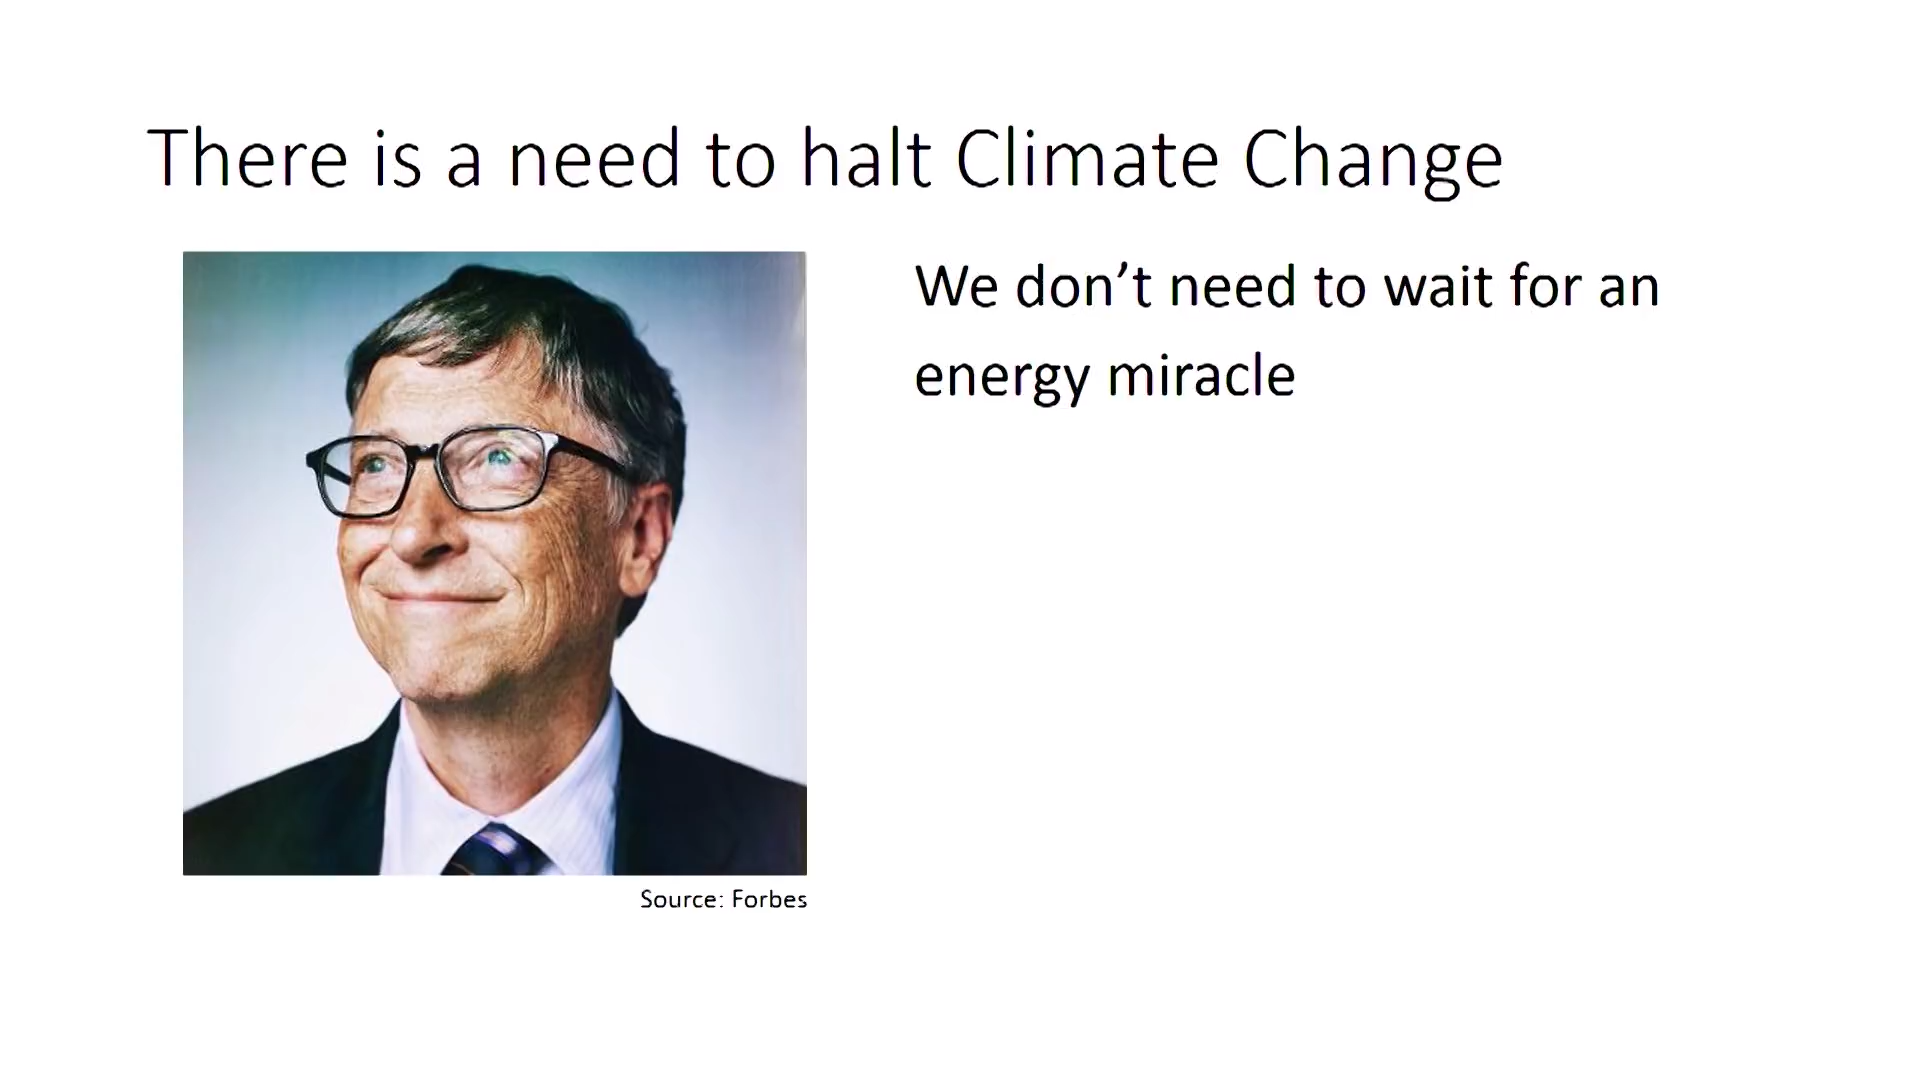 There is a need to halt Climate Change
We don’t need to wait for an
energy miracle
Source: Forbes